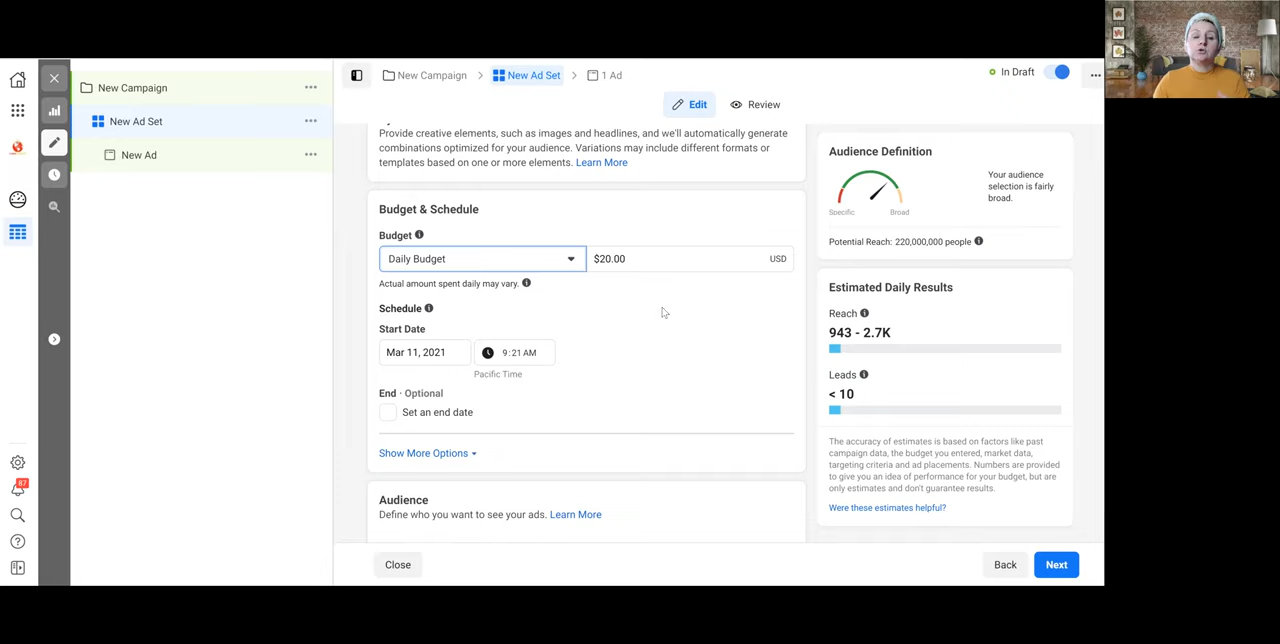 New Campaign
New Ad Set
New Ad
87
New Campaign
New Ad Set
1 Ad
In Draft
Edit
Review
Provide creative elements, such as images and headlines, and we'll automatically generate
combinations optimized for your audience. Variations may include different formats or
templates based on one or more elements. Learn More
Budget & Schedule
Budget
Daily Budget
$20.00
USD
Actual amount spent daily may vary.
Schedule
Start Date
Mar 11, 2021
9:21 AM
Pacific Time
End · Optional
Set an end date
Show More Options
Audience
Define who you want to see your ads. Learn More
Close
Back
Next
Audience Definition
Specific
Broad
Your audience
selection is fairly
broad.
Potential Reach: 220,000,000 people
Estimated Daily Results
Reach
943 - 2.7K
Leads
< 10
The accuracy of estimates is based on factors like past
campaign data, the budget you entered, market data,
targeting criteria and ad placements. Numbers are provided
to give you an idea of performance for your budget, but are
only estimates and don't guarantee results.
Were these estimates helpful?